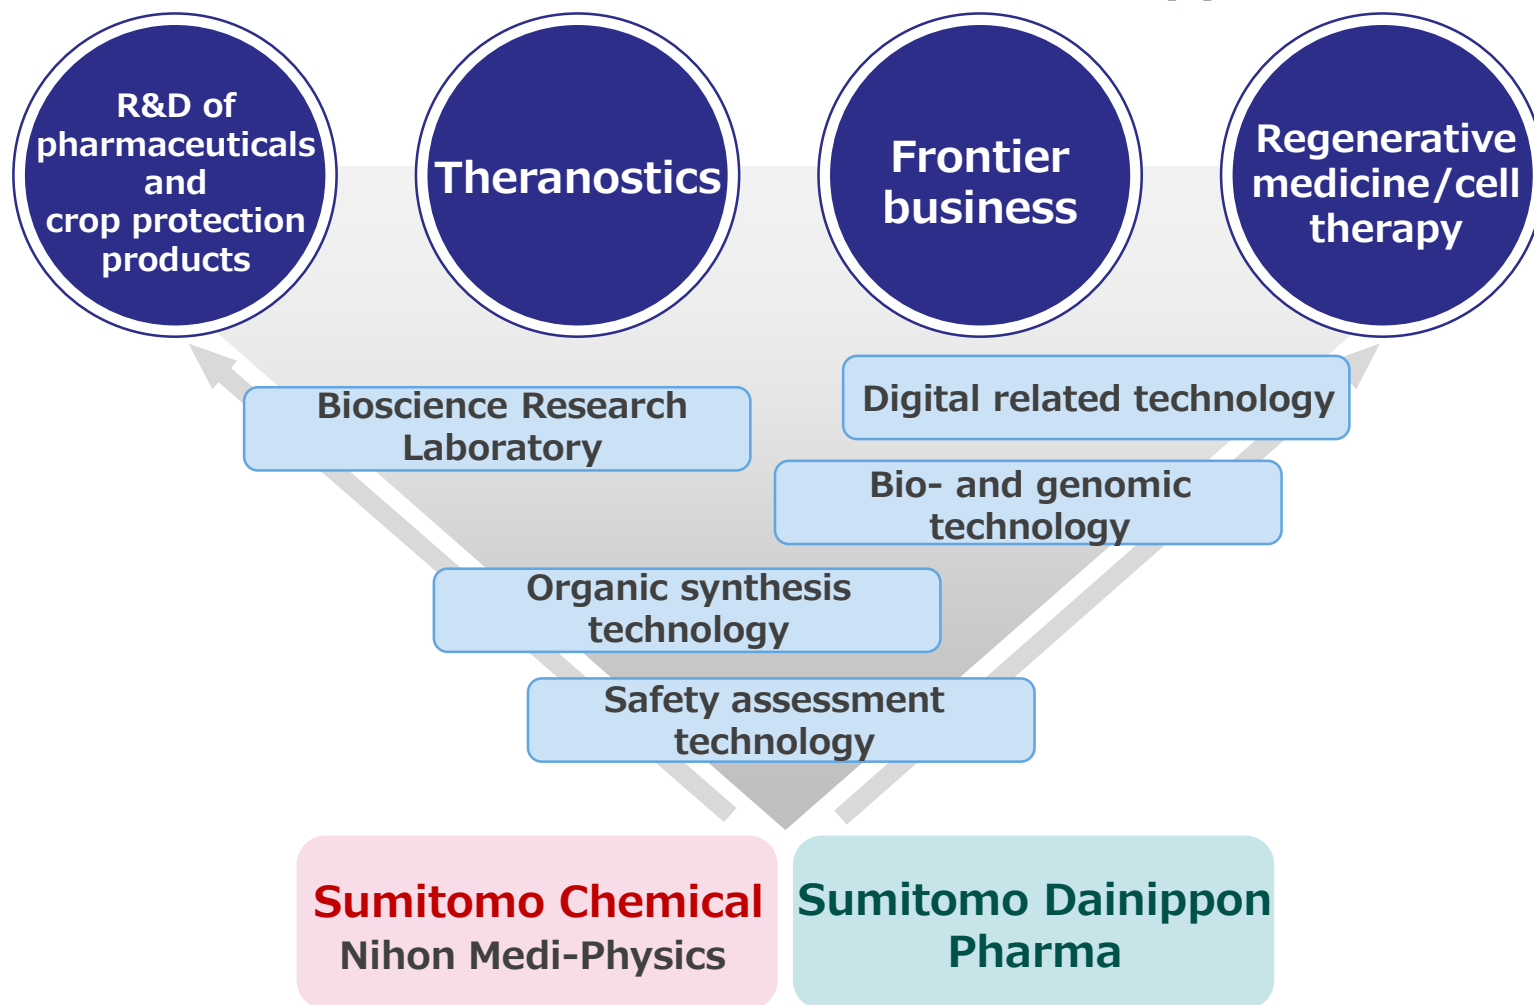 R&D of
pharmaceuticals
and
crop protection
products
Theranostics
Frontier
business
Regenerative
medicine/cell
therapy
Digital related technology
Bioscience Research
Laboratory
Bio- and genomic
technology
Organic synthesis
technology
Safety assessment
technology
Sumitomo Chemical
Nihon Medi-Physics
Sumitomo Dainippon
Pharma